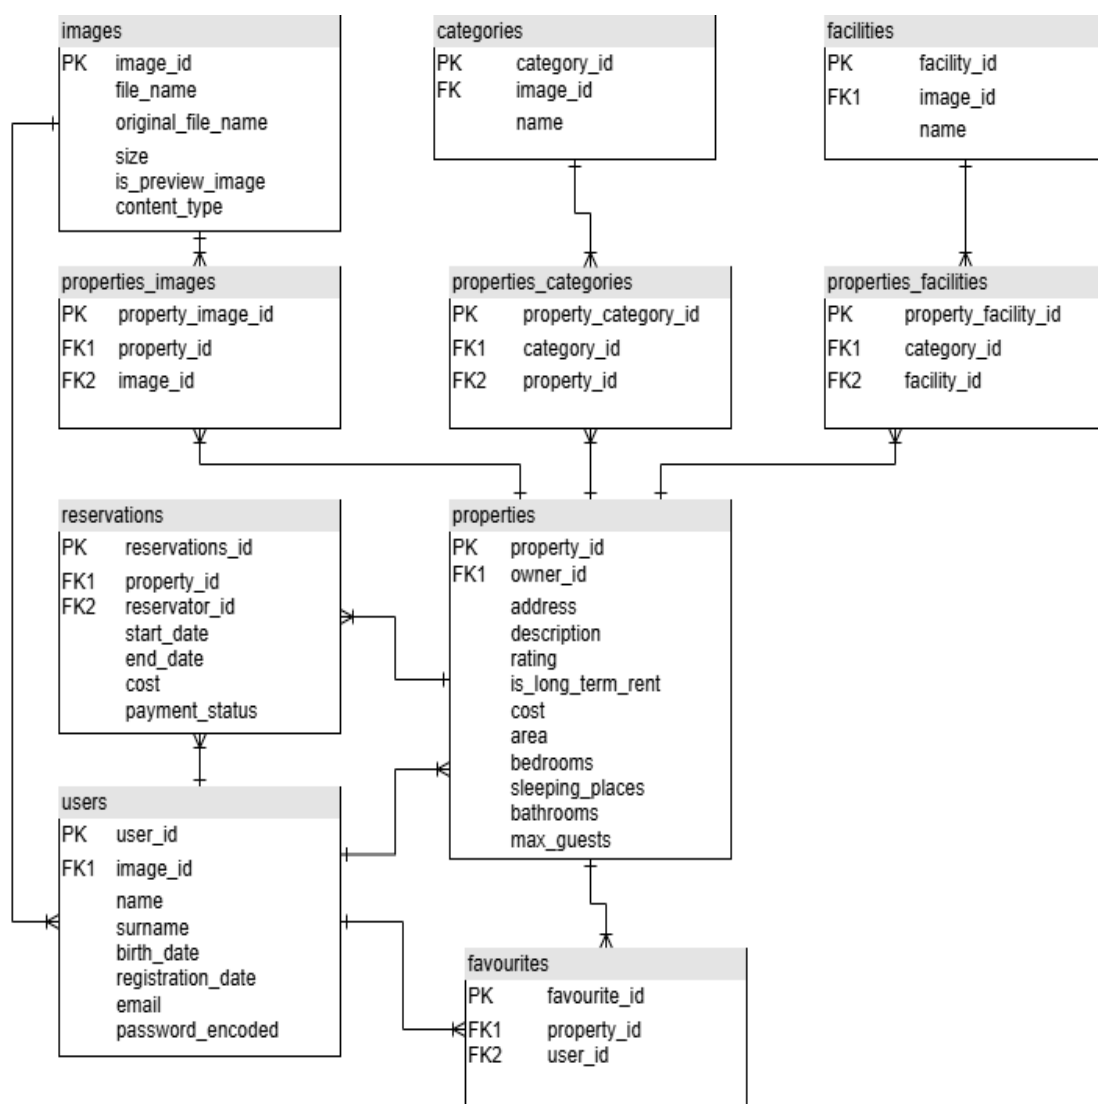 images
PK image_id
file_name
original_file_name
size
is_preview_image
content_type
categories
PK category_id
FK image_id
name
facilities
PK facility_id
FK1 image_id
name
properties_images
PK property_image_id
FK1 property_id
FK2 image_id
properties_categories
PK property_category_id
FK1 category_id
FK2 property_id
properties_facilities
PK property_facility_id
FK1 category_id
FK2 facility_id
reservations
PK reservations_id
FK1 property_id
FK2 reservator_id
start_date
end_date
cost
payment_status
properties
PK property_id
FK1 owner_id
address
description
rating
is_long_term_rent
cost
area
bedrooms
sleeping_places
bathrooms
max_guests
users
PK user_id
FK1 image_id
name
surname
birth_date
registration_date
email
password_encoded
favourites
PK favourite_id
FK1 property_id
FK2 user_id